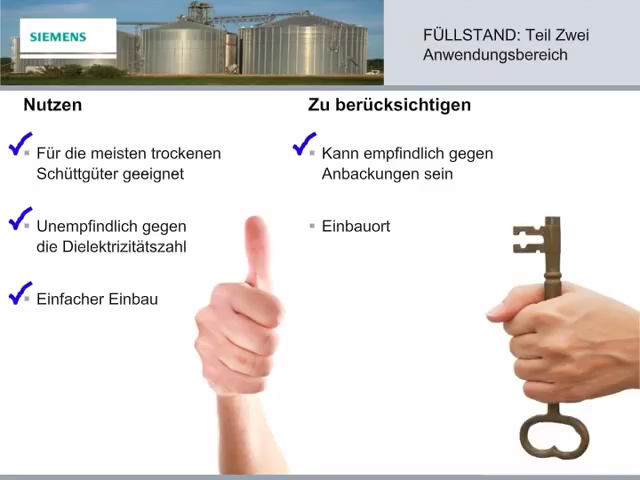 SIEMENS
FÜLLSTAND: Teil Zwei
Anwendungsbereich
Nutzen
Für die meisten trockenen
Schüttgüter geeignet
Unempfindlich gegen
die Dielektrizitätszahl
Einfacher Einbau
Zu berücksichtigen
Kann empfindlich gegen
Anbackungen sein
Einbauort